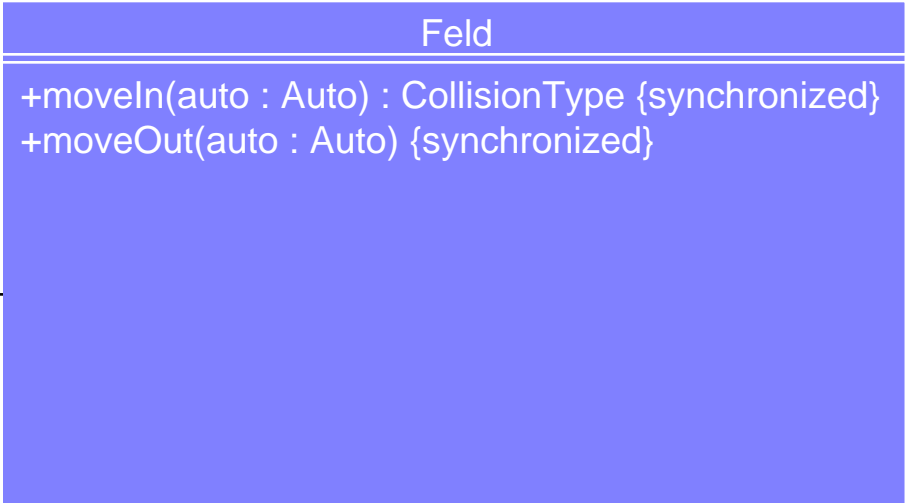 Feld
+moveIn(auto : Auto) : CollisionType {synchronized}
+moveOut(auto : Auto) {synchronized}